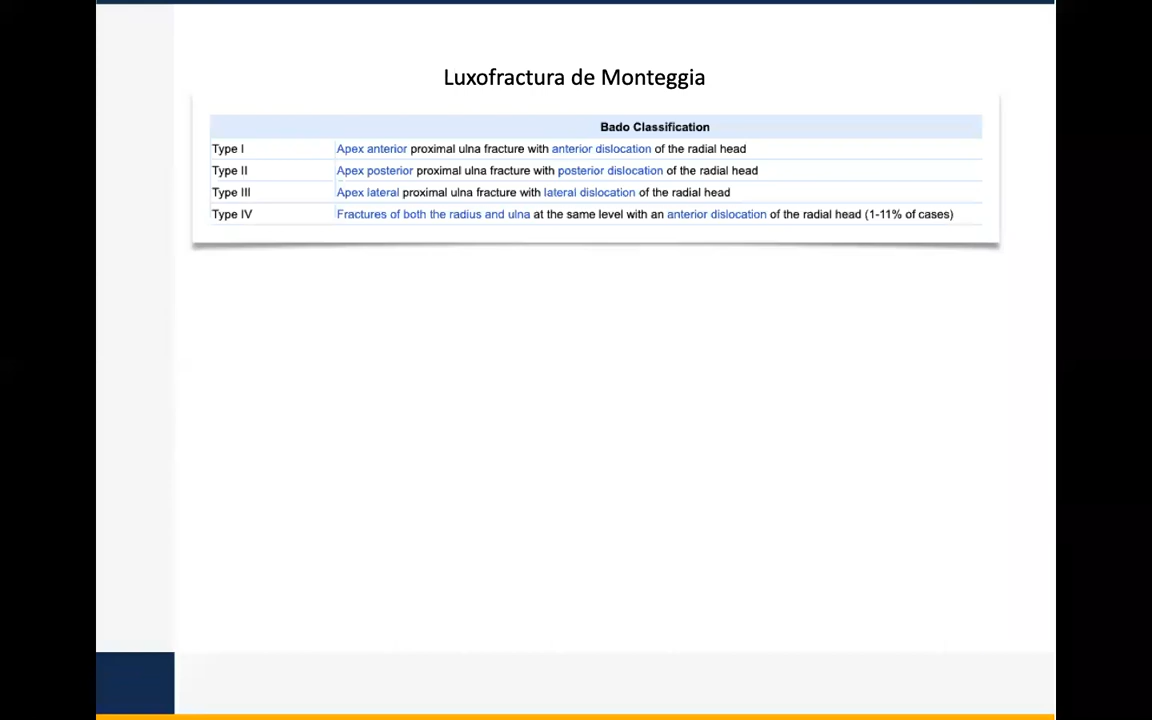 Luxofractura de Monteggia
Bado Classification
Type I Apex anterior proximal ulna fracture with anterior dislocation of the radial head
Type II Apex posterior proximal ulna fracture with posterior dislocation of the radial head
Type III Apex lateral proximal ulna fracture with lateral dislocation of the radial head
Type IV Fractures of both the radius and ulna at the same level with an anterior dislocation of the radial head (1-11% of cases)